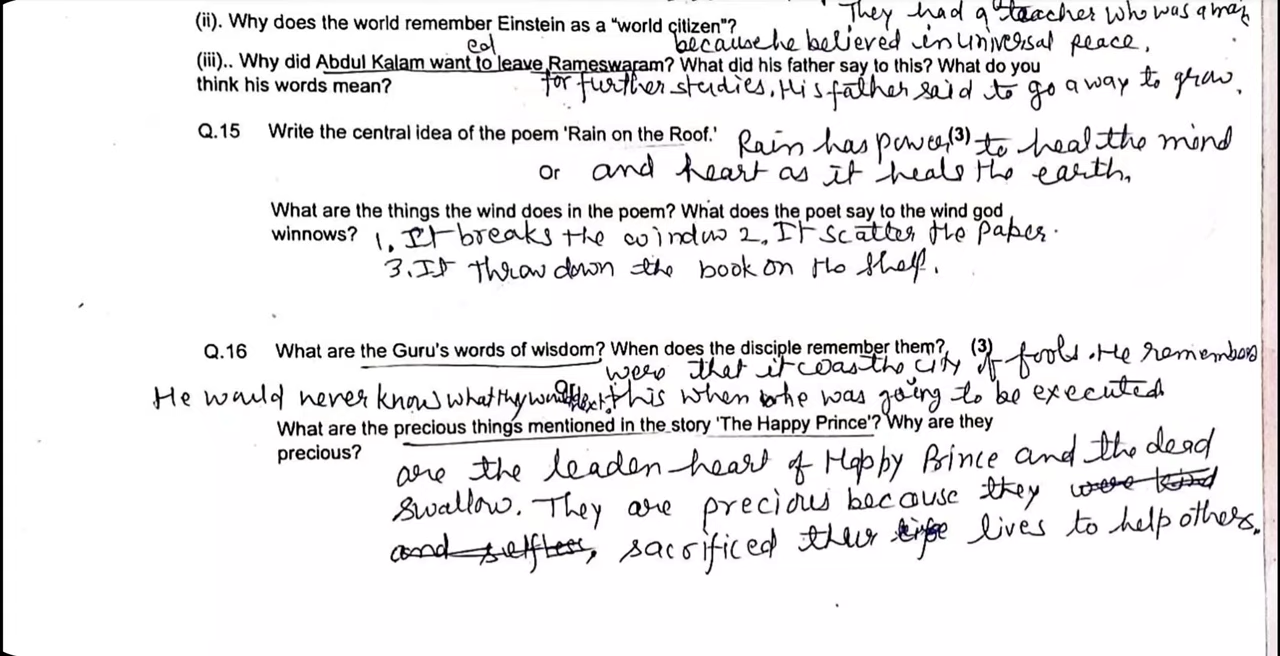 They had a teacher who was a
(ii). Why does the world remember Einstein as a “world citizen”?
because he believed in universal peace.
ed
(iii).. Why did Abdul Kalam want to leave Rameswaram? What did his father say to this? What do you
think his words mean?
for further studies. His father said to go away to grow.
Q.15 Write the central idea of the poem 'Rain on the Roof.' (3)
Rain has power to heal the mind
or
and heart as it heals the earth.
What are the things the wind does in the poem? What does the poet say to the wind god
winnows?
1. It breaks the window 2. It scatter the paper.
3. It throw down the book on the shelf.
Q.16 What are the Guru's words of wisdom? When does the disciple remember them? (3)
were that it was the city of fools. He remembers
He would never know what they would next. this when he was going to be executed
or
What are the precious things mentioned in the story 'The Happy Prince'? Why are they
precious?
are the leaden heart of Happy Prince and the dead
swallow. They are precious because they were kind
and selfless, sacrificed their life lives to help others.